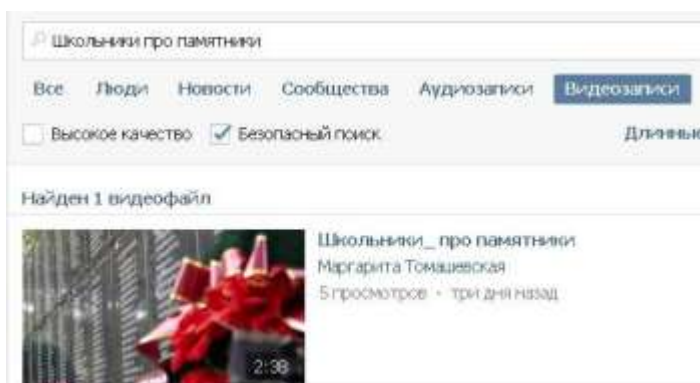 Школьники про памятники
Все Люди Новости Сообщества Аудиозаписи Видеозаписи
Высокое качество Безопасный поиск Длинные
Найден 1 видеофайл
Школьники_ про памятники
Маргарита Томашевская
5 просмотров · три дня назад
2:38